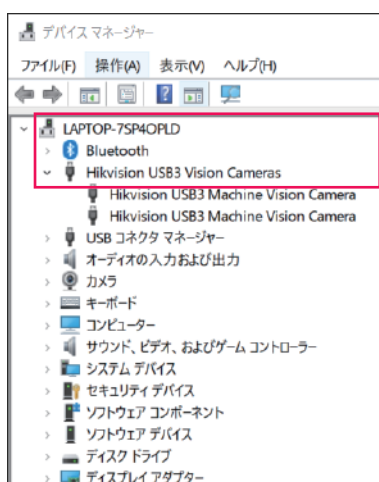 デバイス マネージャー
ファイル(F) 操作(A) 表示(V) ヘルプ(H)
LAPTOP-7SP4OPLD
Bluetooth
Hikvision USB3 Vision Cameras
Hikvision USB3 Machine Vision Camera
Hikvision USB3 Machine Vision Camera
USB コネクタ マネージャー
オーディオの入力および出力
カメラ
キーボード
コンピューター
サウンド、ビデオ、およびゲーム コントローラー
システム デバイス
セキュリティ デバイス
ソフトウェア コンポーネント
ソフトウェア デバイス
ディスク ドライブ
ディスプレイ アダプター